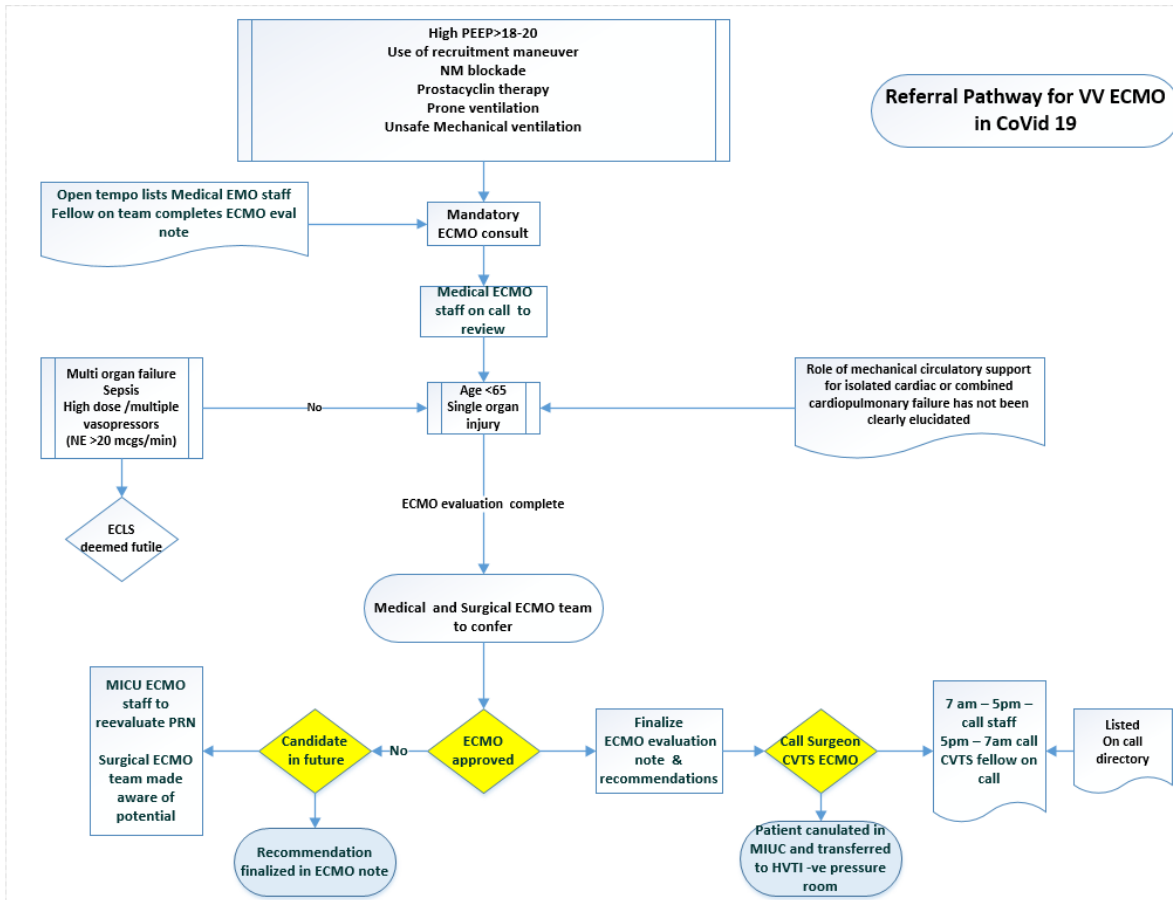 High PEEP>18-20
Use of recruitment maneuver
NM blockade
Prostacyclin therapy
Prone ventilation
Unsafe Mechanical ventilation
Referral Pathway for VV ECMO
in CoVid 19
Open tempo lists Medical EMO staff
Fellow on team completes ECMO eval
note
Mandatory
ECMO consult
Medical ECMO
staff on call to
review
Multi organ failure
Sepsis
High dose /multiple
vasopressors
(NE >20 mcgs/min)
No
Age <65
Single organ
injury
Role of mechanical circulatory support
for isolated cardiac or combined
cardiopulmonary failure has not been
clearly elucidated
ECLS
deemed futile
ECMO evaluation complete
Medical and Surgical ECMO team
to confer
MICU ECMO
staff to
reevaluate PRN
Surgical ECMO
team made
aware of
potential
Candidate
in future
No
ECMO
approved
Finalize
ECMO evaluation
note &
recommendations
Call Surgeon
CVTS ECMO
7 am – 5pm –
call staff
5pm – 7am call
CVTS fellow on
call
Listed
On call
directory
Recommendation
finalized in ECMO note
Patient canulated in
MIUC and transferred
to HVTI -ve pressure
room